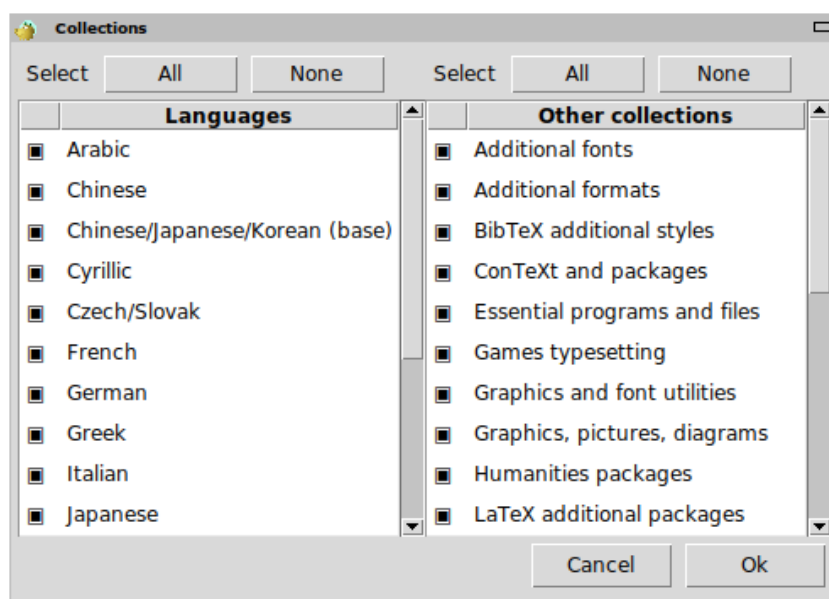 Collections
Select All None Select All None
Languages
Arabic
Chinese
Chinese/Japanese/Korean (base)
Cyrillic
Czech/Slovak
French
German
Greek
Italian
Japanese
Other collections
Additional fonts
Additional formats
BibTeX additional styles
ConTeXt and packages
Essential programs and files
Games typesetting
Graphics and font utilities
Graphics, pictures, diagrams
Humanities packages
LaTeX additional packages
Cancel Ok